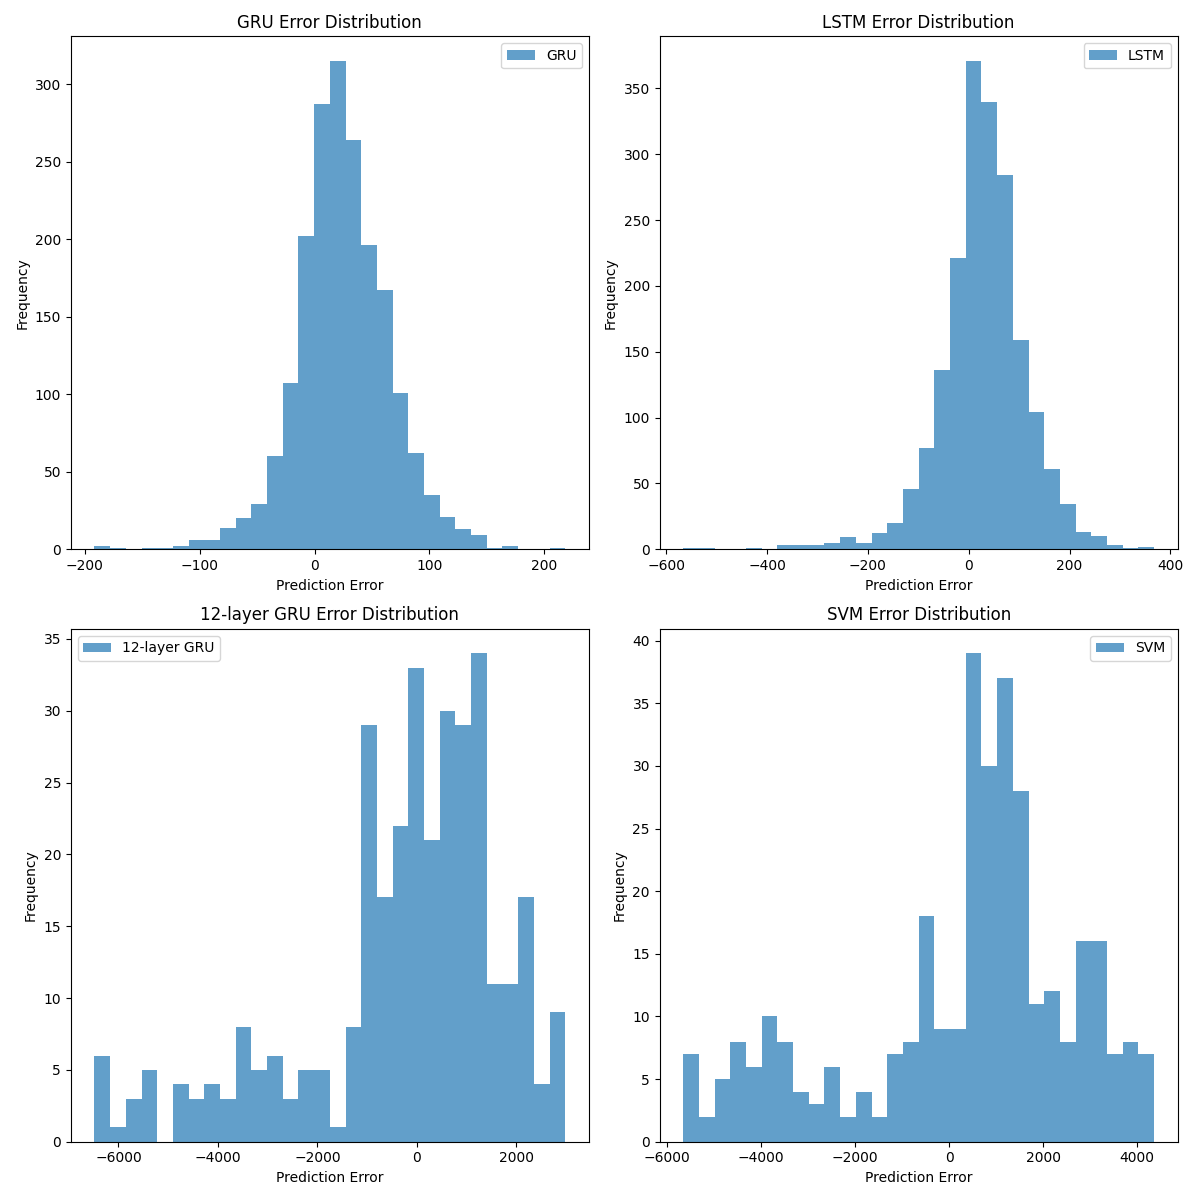 GRU Error Distribution
GRU
300
250
200
150
100
50
0
Frequency
−200 −100 0 100 200
Prediction Error
LSTM Error Distribution
LSTM
350
300
250
200
150
100
50
0
Frequency
−600 −400 −200 0 200 400
Prediction Error
12-layer GRU Error Distribution
12-layer GRU
35
30
25
20
15
10
5
0
Frequency
−6000 −4000 −2000 0 2000
Prediction Error
SVM Error Distribution
SVM
40
35
30
25
20
15
10
5
0
Frequency
−6000 −4000 −2000 0 2000 4000
Prediction Error